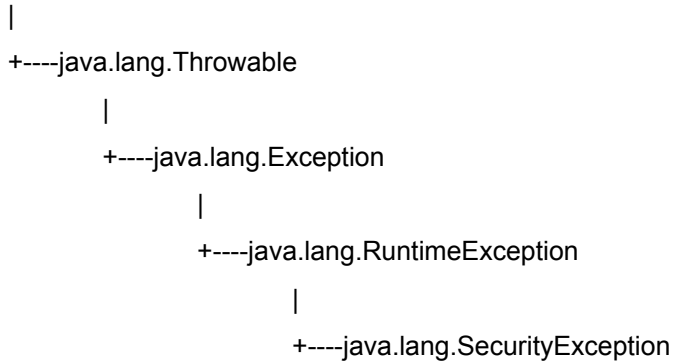 |
+----java.lang.Throwable
|
+----java.lang.Exception
|
+----java.lang.RuntimeException
|
+----java.lang.SecurityException